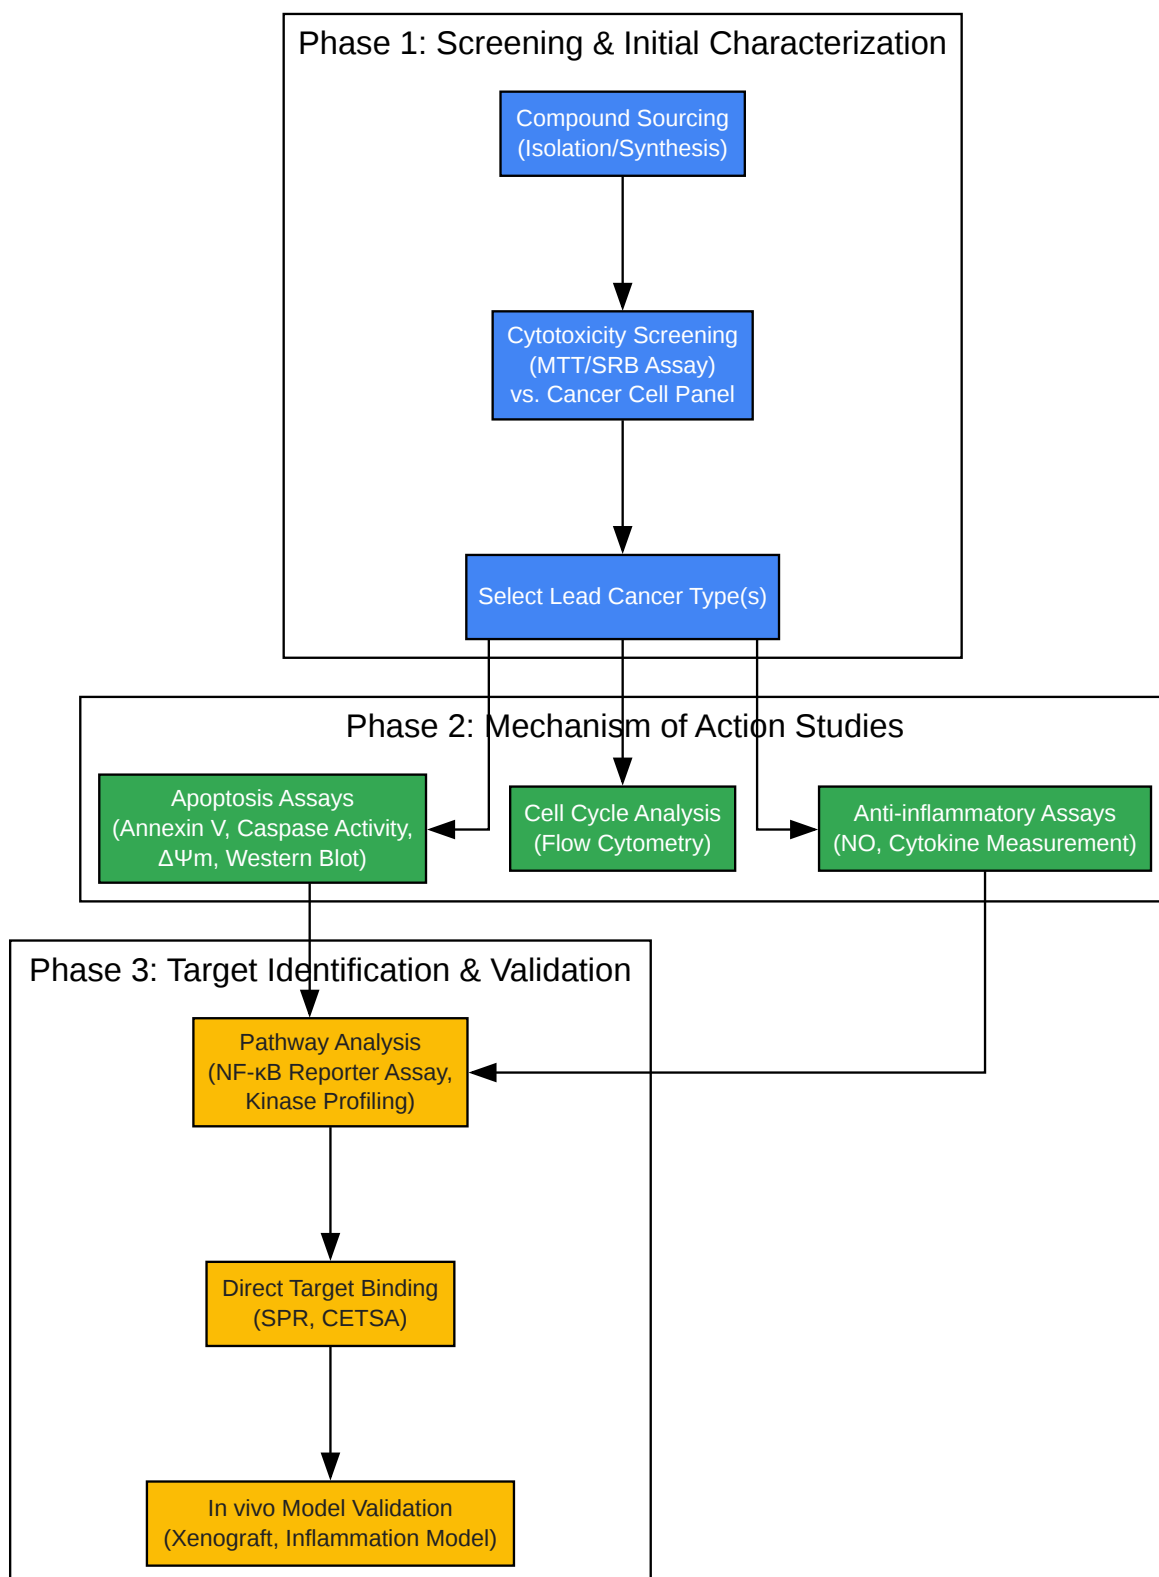 Phase 1: Screening & Initial Characterization
Compound Sourcing
(Isolation/Synthesis)
Cytotoxicity Screening
(MTT/SRB Assay)
vs. Cancer Cell Panel
Select Lead Cancer Type(s)
Phase 2: Mechanism of Action Studies
Apoptosis Assays
(Annexin V, Caspase Activity,
ΔΨm, Western Blot)
Cell Cycle Analysis
(Flow Cytometry)
Anti-inflammatory Assays
(NO, Cytokine Measurement)
Phase 3: Target Identification & Validation
Pathway Analysis
(NF-κB Reporter Assay,
Kinase Profiling)
Direct Target Binding
(SPR, CETSA)
In vivo Model Validation
(Xenograft, Inflammation Model)